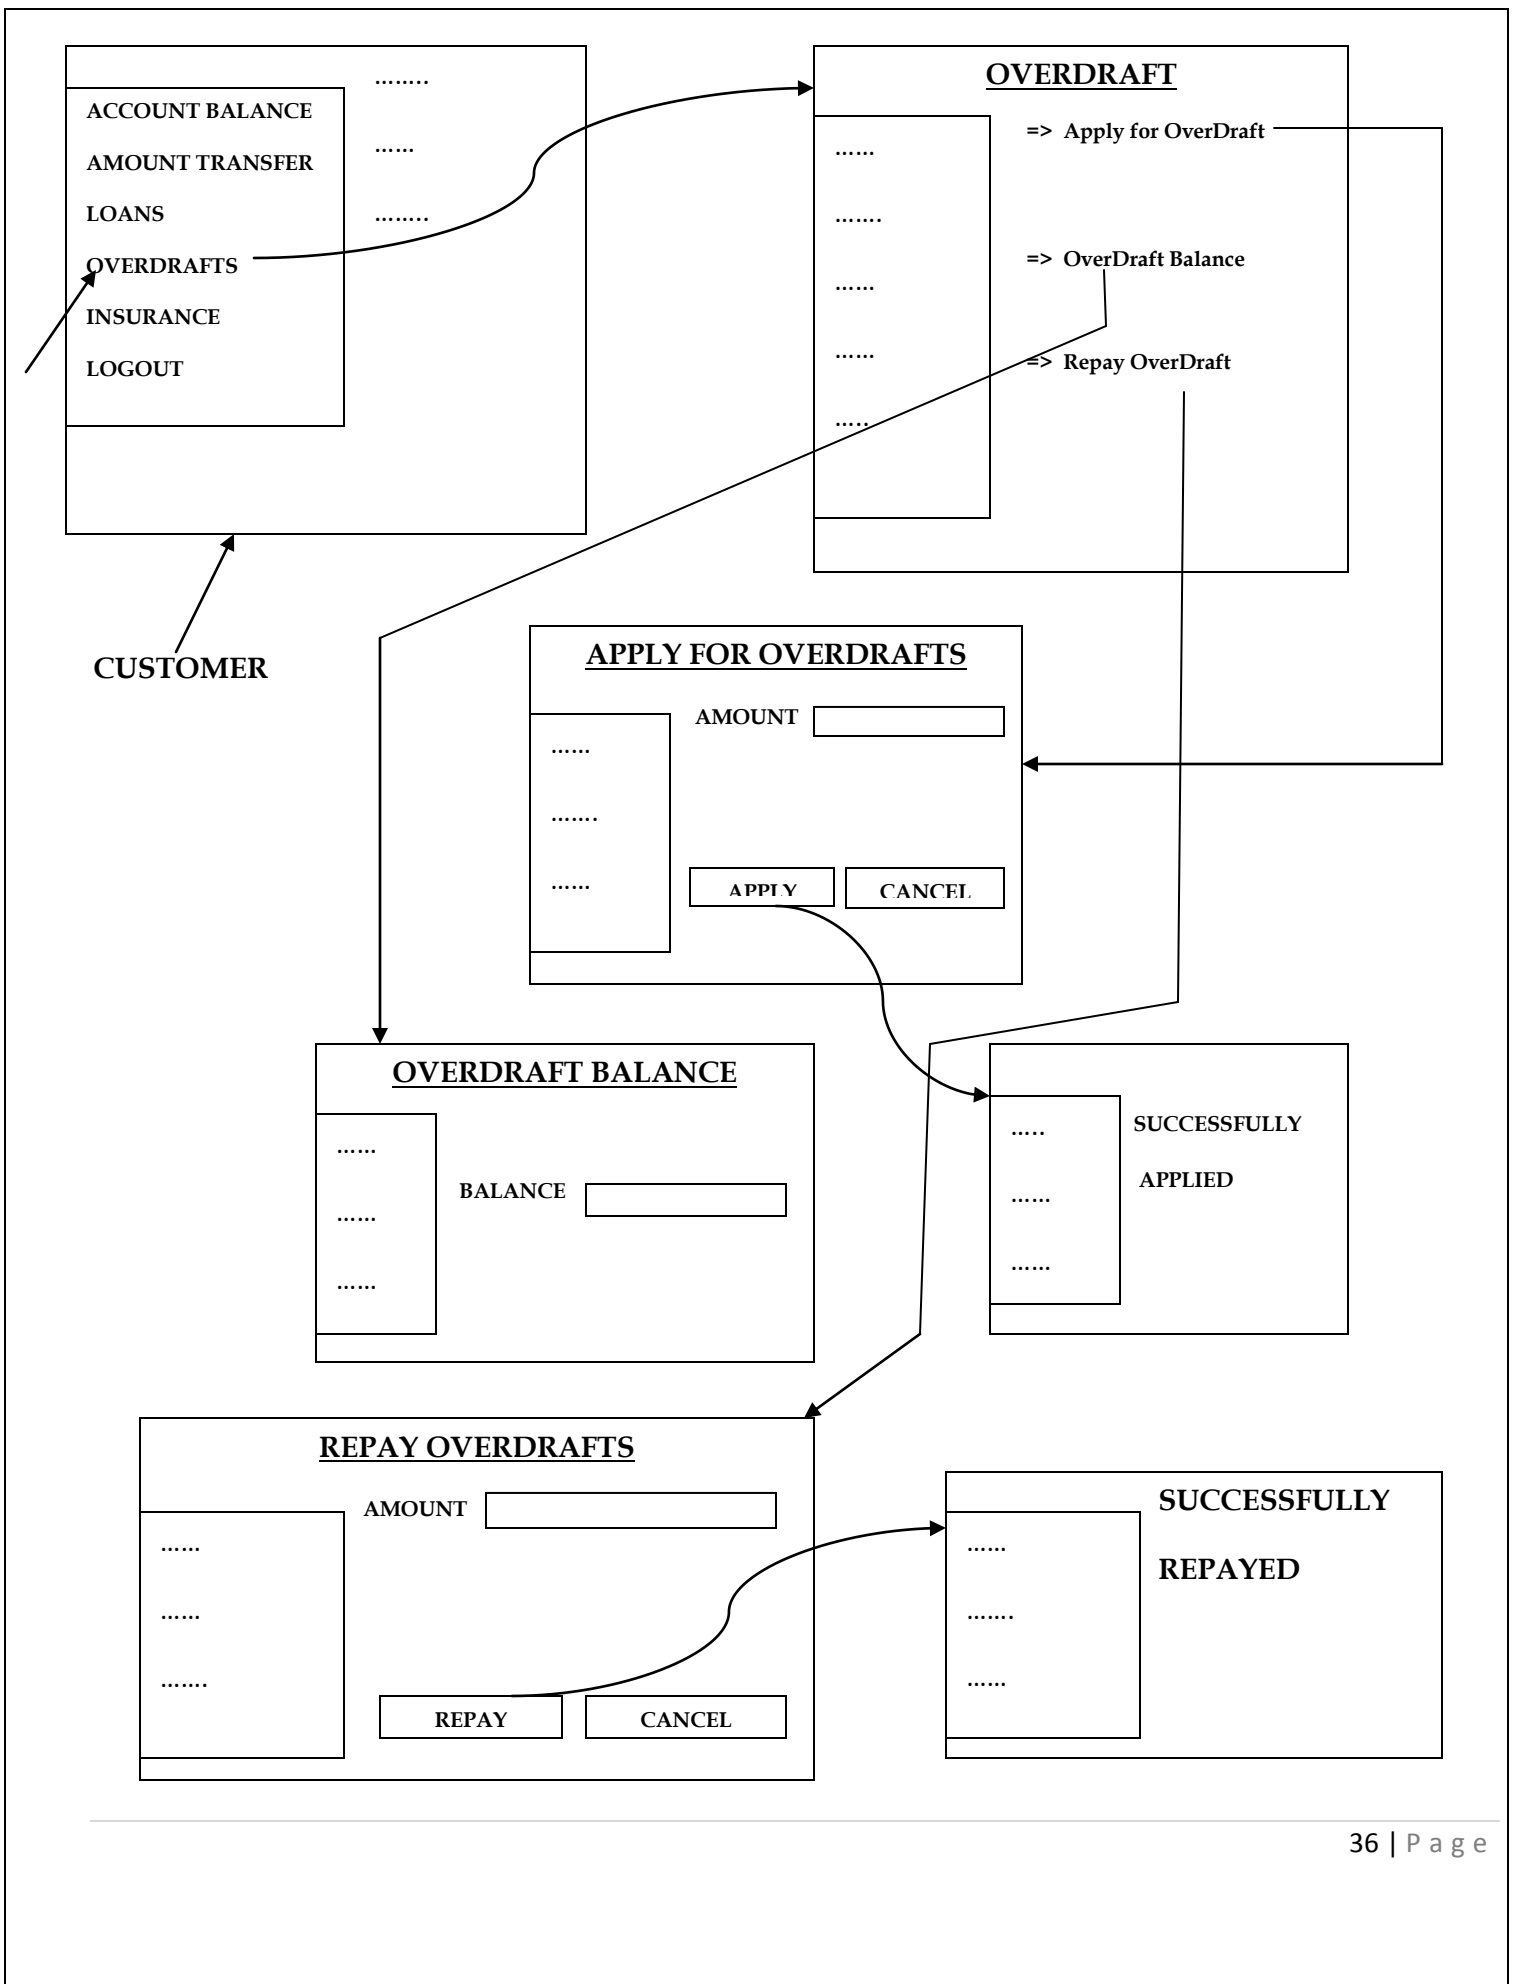 ……..
ACCOUNT BALANCE
……
AMOUNT TRANSFER
LOANS
……..
OVERDRAFTS
INSURANCE
LOGOUT
CUSTOMER
OVERDRAFT
……
…….
……
……
…..
=> Apply for OverDraft
=> OverDraft Balance
=> Repay OverDraft
APPLY FOR OVERDRAFTS
AMOUNT
……
…….
……
APPLY
CANCEL
OVERDRAFT BALANCE
……
……
……
BALANCE
…..
……
……
SUCCESSFULLY
APPLIED
REPAY OVERDRAFTS
AMOUNT
……
……
…….
REPAY
CANCEL
SUCCESSFULLY
REPAYED
……
…….
……
36 | Page